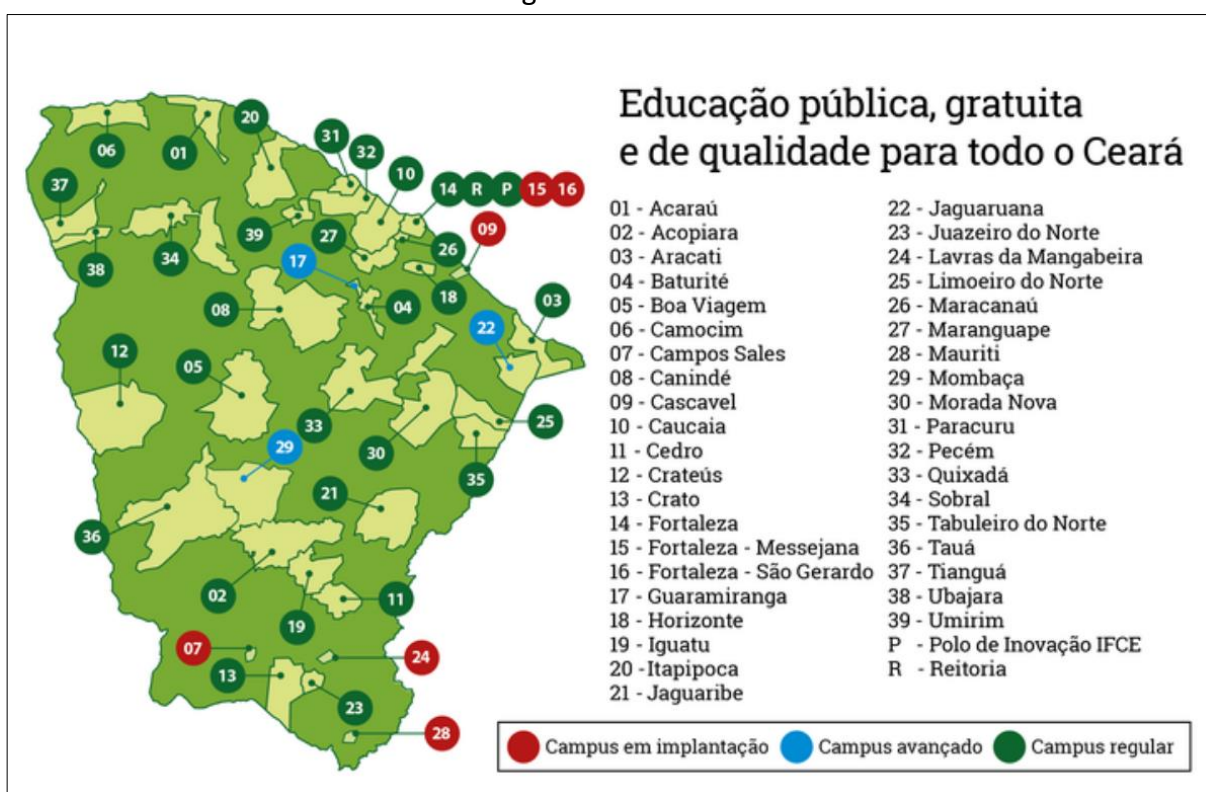 Educação pública, gratuita
e de qualidade para todo o Ceará
01 - Acaraú
02 - Acopiara
03 - Aracati
04 - Baturité
05 - Boa Viagem
06 - Camocim
07 - Campos Sales
08 - Canindé
09 - Cascavel
10 - Caucaia
11 - Cedro
12 - Crateús
13 - Crato
14 - Fortaleza
15 - Fortaleza - Messejana
16 - Fortaleza - São Gerardo
17 - Guaramiranga
18 - Horizonte
19 - Iguatu
20 - Itapipoca
21 - Jaguaribe
22 - Jaguaruana
23 - Juazeiro do Norte
24 - Lavras da Mangabeira
25 - Limoeiro do Norte
26 - Maracanaú
27 - Maranguape
28 - Mauriti
29 - Mombaça
30 - Morada Nova
31 - Paracuru
32 - Pecém
33 - Quixadá
34 - Sobral
35 - Tabuleiro do Norte
36 - Tauá
37 - Tianguá
38 - Ubajara
39 - Umirim
P - Polo de Inovação IFCE
R - Reitoria
Campus em implantação
Campus avançado
Campus regular
20
31
06
01
32
10
37
14 R P 15 16
39
27
09
38
34
17
26
18
08
04
03
22
12
05
33
25
29
30
21
35
36
02
19
11
07
24
13
23
28